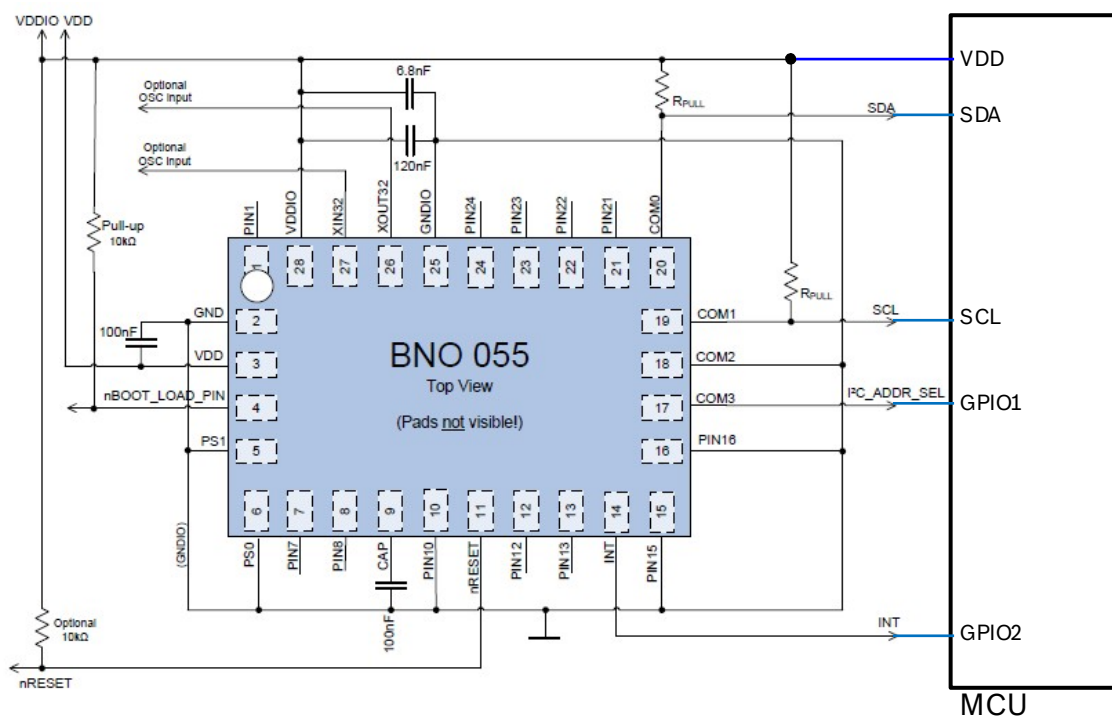 VDDIO VDD
VDD
6.8nF
Optional
OSC Input
RPULL
SDA
SDA
120nF
Optional
OSC Input
PIN1
VDDIO
XIN32
XOUT32
GNDIO
PIN24
PIN23
PIN22
PIN21
COM0
Pull-up
10kΩ
1
28
27
26
25
24
23
22
21
20
RPULL
GND
2
19
COM1
SCL
SCL
100nF
VDD
3
BNO 055
18
COM2
Top View
nBOOT_LOAD_PIN
4
(Pads not visible!)
17
COM3
I²C_ADDR_SEL
GPIO1
PS1
5
16
PIN16
6
7
8
9
10
11
12
13
14
15
(GNDIO)
PS0
PIN7
PIN8
CAP
PIN10
nRESET
PIN12
PIN13
INT
PIN15
100nF
Optional
10kΩ
INT
GPIO2
nRESET
MCU